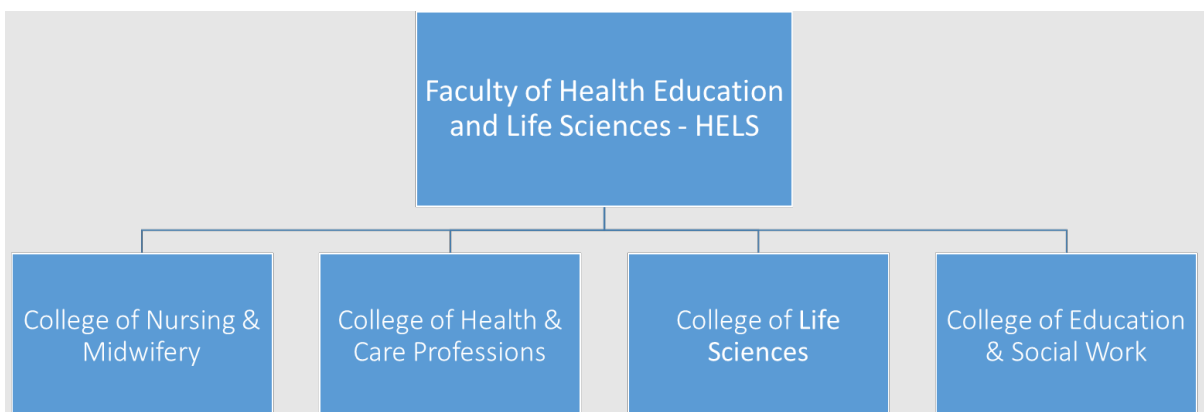 Faculty of Health Education
and Life Sciences - HELS
College of Nursing &
Midwifery
College of Health &
Care Professions
College of Life
Sciences
College of Education
& Social Work